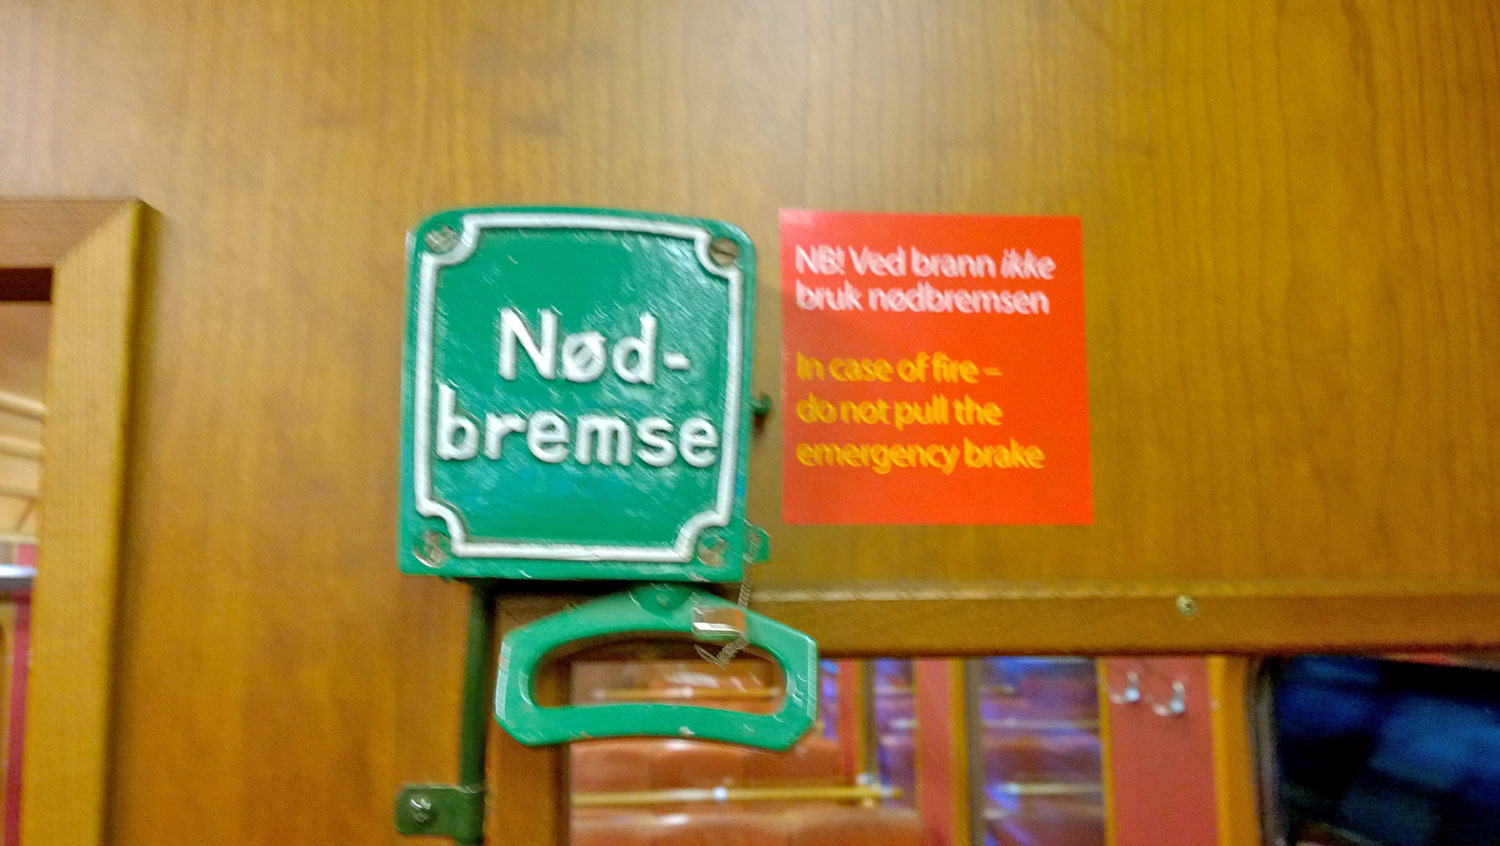 Nød-
bremse
NB! Ved brann ikke
bruk nødbremsen
In case of fire –
do not pull the
emergency brake